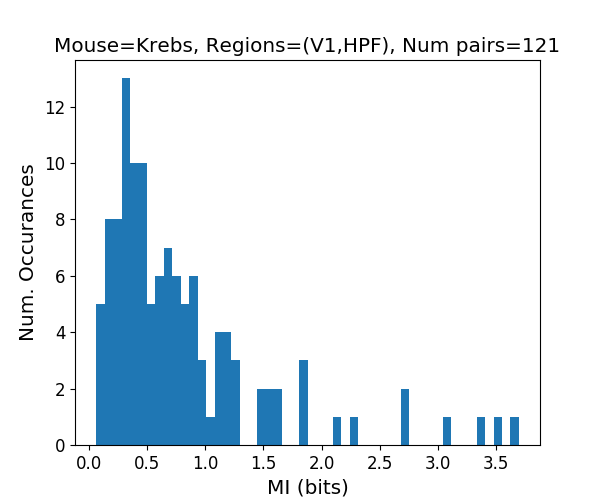 Mouse=Krebs, Regions=(V1,HPF), Num pairs=121
Num. Occurances
12
10
8
6
4
2
0
0.0 0.5 1.0 1.5 2.0 2.5 3.0 3.5
MI (bits)